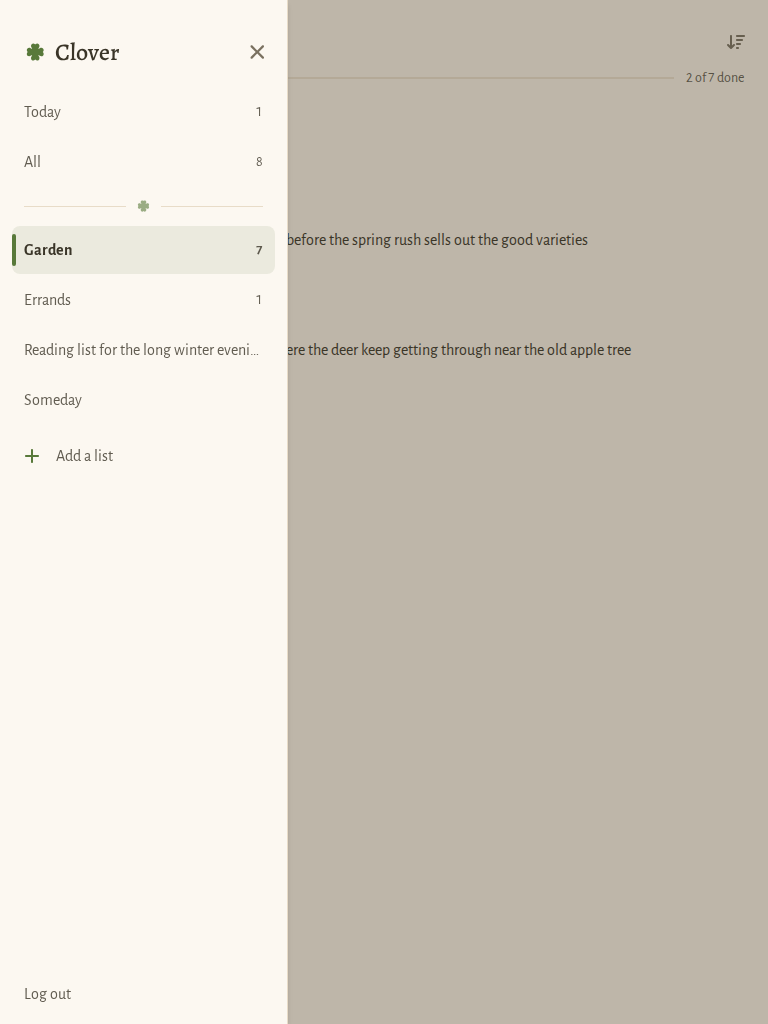 Clover
Today 1
All 8
Garden 7
Errands 1
Reading list for the long winter eveni…
Someday
Add a list
Log out
2 of 7 done
before the spring rush sells out the good varieties
ere the deer keep getting through near the old apple tree